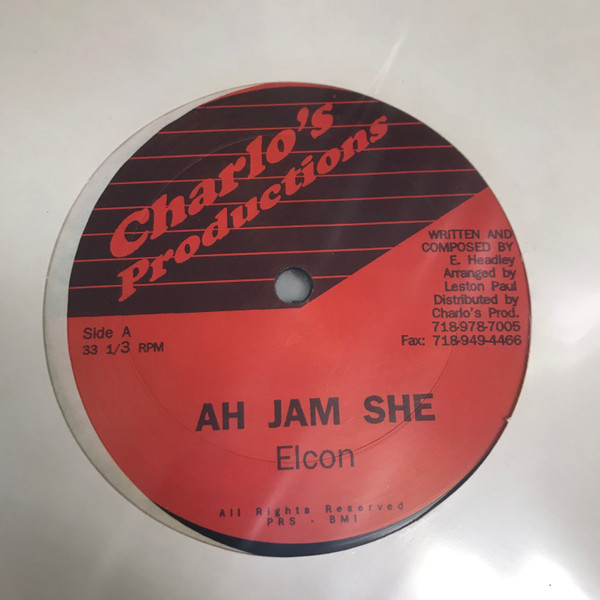 Charlo's
Productions
WRITTEN AND
COMPOSED BY
E. Headley
Arranged by
Leston Paul
Distributed by
Charlo's Prod.
718-978-7005
Fax: 718-949-4466
Side A
33 1/3 RPM
AH JAM SHE
Elcon
All Rights Reserved
PRS - BMI